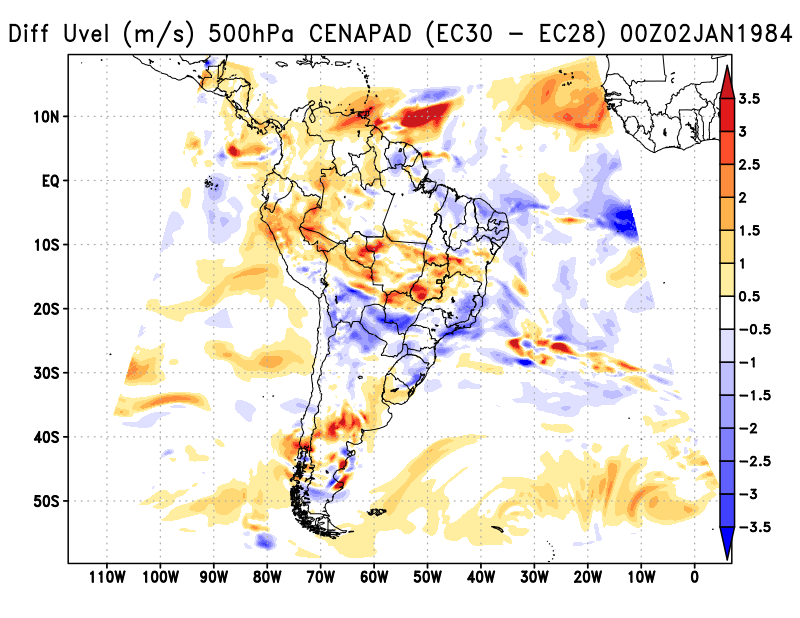 Diff Uvel (m/s) 500hPa CENAPAD (EC30 − EC28) 00Z02JAN1984
10N
EQ
10S
20S
30S
40S
50S
110W 100W 90W 80W 70W 60W 50W 40W 30W 20W 10W 0
3.5
3
2.5
2
1.5
1
0.5
−0.5
−1
−1.5
−2
−2.5
−3
−3.5